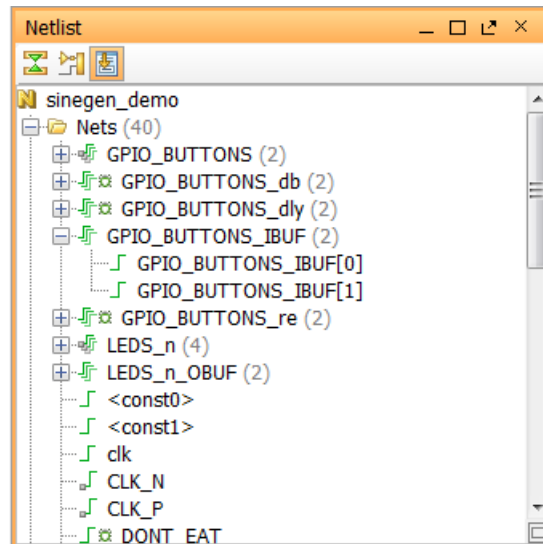 Netlist
sinegen_demo
Nets (40)
GPIO_BUTTONS (2)
GPIO_BUTTONS_db (2)
GPIO_BUTTONS_dly (2)
GPIO_BUTTONS_IBUF (2)
GPIO_BUTTONS_IBUF[0]
GPIO_BUTTONS_IBUF[1]
GPIO_BUTTONS_re (2)
LEDS_n (4)
LEDS_n_OBUF (2)
<const0>
<const1>
clk
CLK_N
CLK_P
DONT_EAT